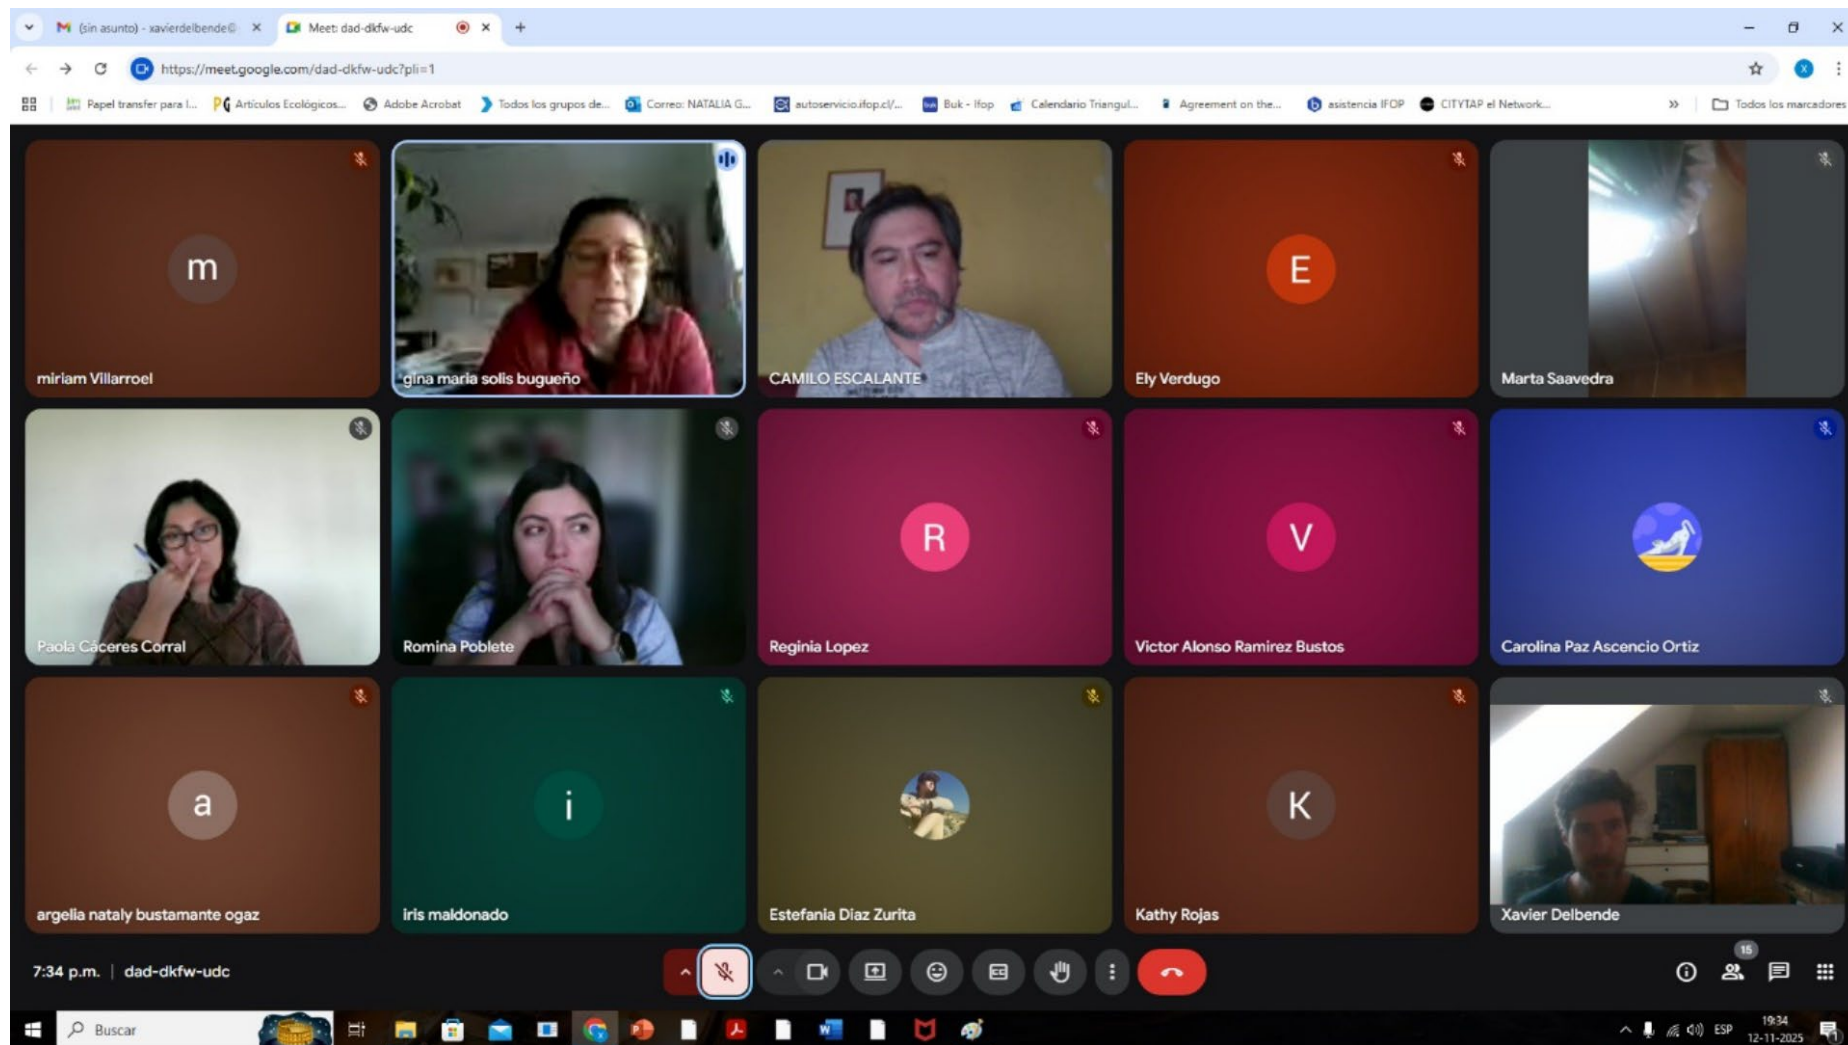 (sin asunto) - xavierdelbende@
Meet: dad-dkfw-udc
https://meet.google.com/dad-dkfw-udc?pli=1
Papel transfer para l...
Artículos Ecológicos...
Adobe Acrobat
Todos los grupos de...
Correo: NATALIA G...
autoservicio.ifop.cl/...
Buk - Ifop
Calendario Triangul...
Agreement on the...
asistencia IFOP
CITYTAP el Network...
Todos los marcadores
m
miriam Villarroel
gina maria solis bugueño
CAMILO ESCALANTE
E
Ely Verdugo
Marta Saavedra
Paola Cáceres Corral
Romina Poblete
R
Reginia Lopez
V
Victor Alonso Ramirez Bustos
Carolina Paz Ascencio Ortiz
a
argelia nataly bustamante ogaz
i
iris maldonado
Estefania Diaz Zurita
K
Kathy Rojas
Xavier Delbende
7:34 p.m. | dad-dkfw-udc
15
Buscar
ESP
19:34
12-11-2025